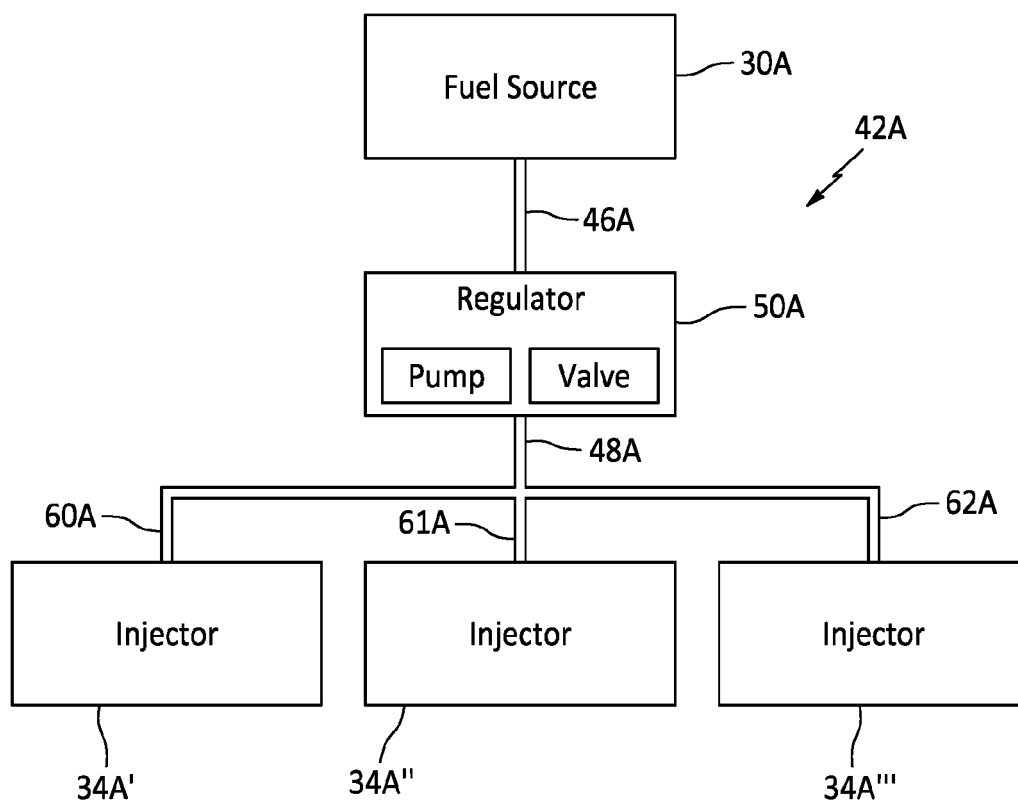 Fuel Source
30A
42A
46A
Regulator
50A
Pump
Valve
48A
60A
61A
62A
Injector
Injector
Injector
34A'
34A"
34A'"